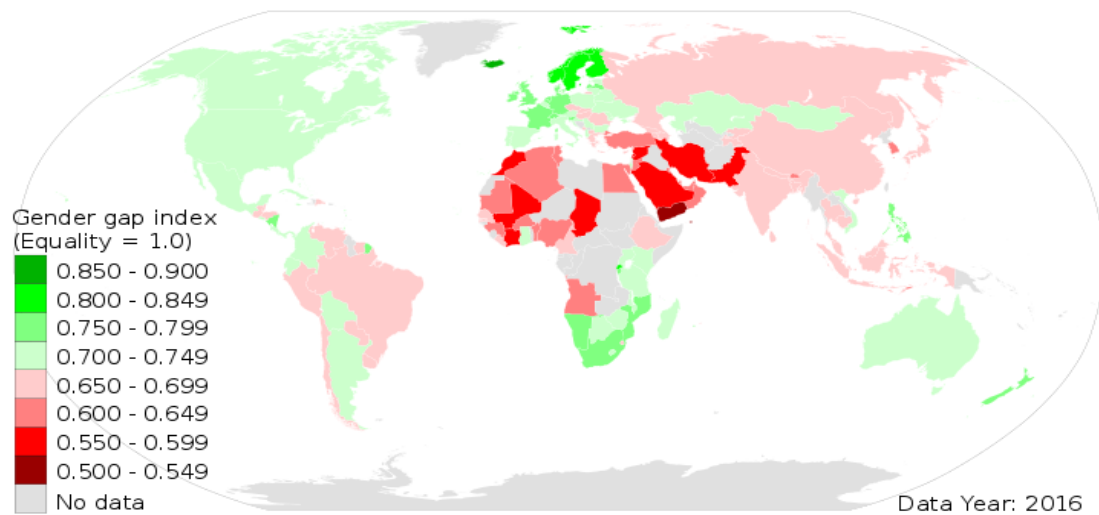 Gender gap index
(Equality = 1.0)
0.850 - 0.900
0.800 - 0.849
0.750 - 0.799
0.700 - 0.749
0.650 - 0.699
0.600 - 0.649
0.550 - 0.599
0.500 - 0.549
No data
Data Year: 2016